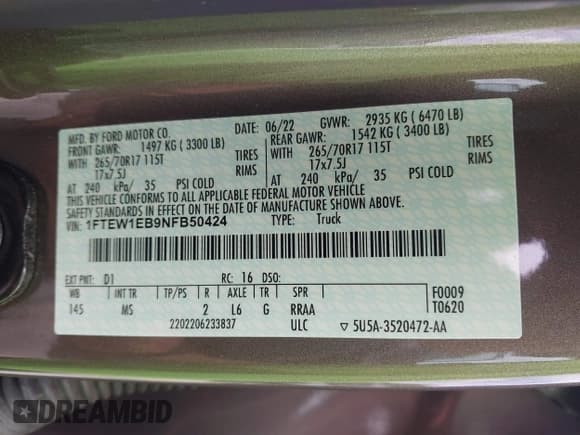 MFD. BY FORD MOTOR CO.
DATE: 06/22 GVWR: 2935 KG ( 6470 LB)
FRONT GAWR: 1497 KG ( 3300 LB)
REAR GAWR: 1542 KG ( 3400 LB)
WITH 265/70R17 115T TIRES
265/70R17 115T TIRES
17x7.5J RIMS
WITH 17x7.5J RIMS
AT 240 kPa/ 35 PSI COLD
AT 240 kPa/ 35 PSI COLD
THIS VEHICLE CONFORMS TO ALL APPLICABLE FEDERAL MOTOR VEHICLE
SAFETY STANDARDS IN EFFECT ON THE DATE OF MANUFACTURE SHOWN ABOVE.
VIN: 1FTEW1EB9NFB50424 TYPE: Truck
EXT PNT: D1 RC: 16 DSO:
WB INT TR TP/PS R AXLE TR SPR
145 MS 2 L6 G RRAA
F0009
T0620
2202206233837 ULC ▽ 5U5A-3520472-AA
DREAMBID